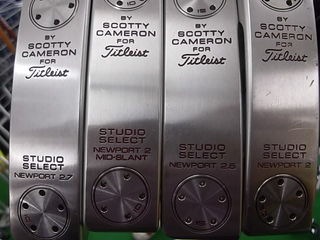 BY
SCOTTY
CAMERON
FOR
Titleist
STUDIO
SELECT
NEWPORT 2.7
BY
SCOTTY
CAMERON
FOR
Titleist
STUDIO
SELECT
NEWPORT 2
MID-SLANT
BY
SCOTTY
CAMERON
FOR
Titleist
STUDIO
SELECT
NEWPORT 2.5
BY
SCOTTY
CAMERON
FOR
Titleist
STUDIO
SELECT
NEWPORT 2